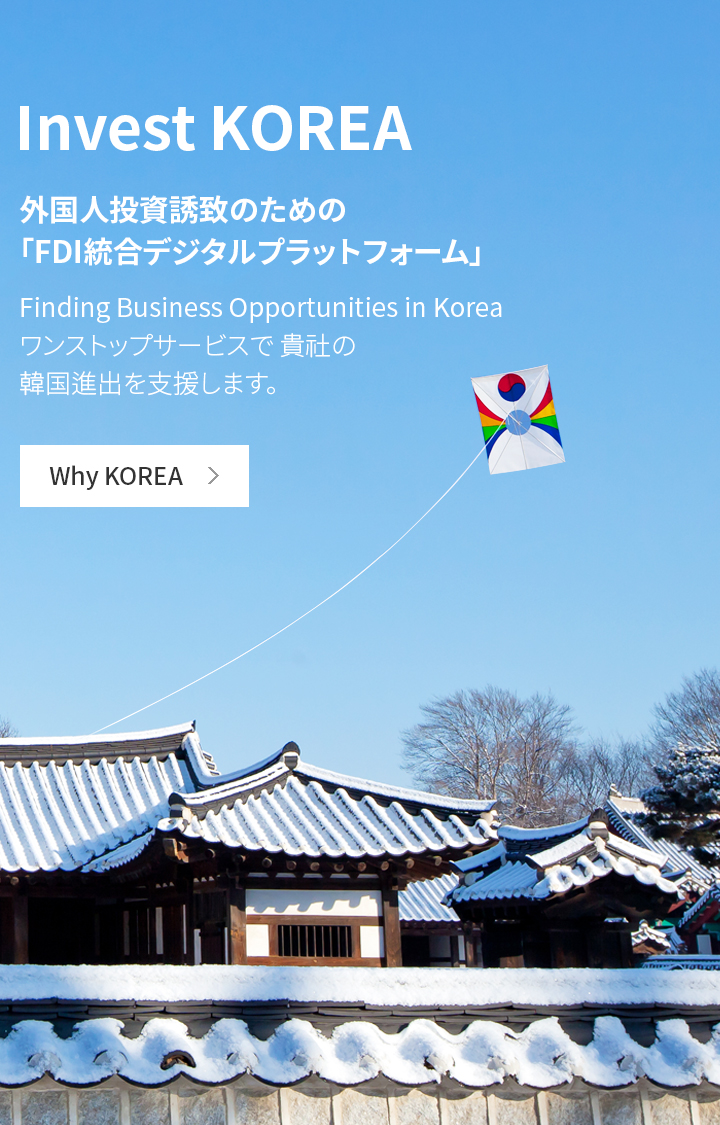 Invest KOREA
外国人投資誘致のための
「FDI統合デジタルプラットフォーム」
Finding Business Opportunities in Korea
ワンストップサービスで 貴社の
韓国進出を支援します。
Why KOREA